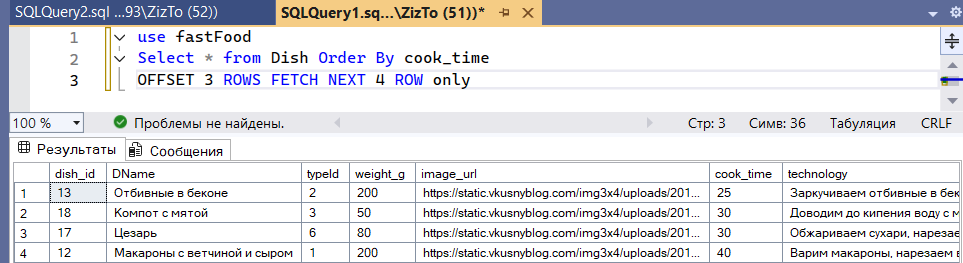 SQLQuery2.sql ...93\ZizTo (52)) SQLQuery1.sq...\ZizTo (51))*
1 use fastFood
2 Select * from Dish Order By cook_time
3 OFFSET 3 ROWS FETCH NEXT 4 ROW only
100 % Проблемы не найдены. Стр: 3 Симв: 36 Табуляция CRLF
Результаты Сообщения
dish_id DName typeId weight_g image_url cook_time technology
1 13 Отбивные в беконе 2 200 https://static.vkusnyblog.com/img3x4/uploads/201... 25 Заркучиваем отбивные в бек
2 18 Компот с мятой 3 50 https://static.vkusnyblog.com/img3x4/uploads/201... 30 Доводим до кипения воду с м
3 17 Цезарь 6 80 https://static.vkusnyblog.com/img3x4/uploads/201... 30 Обжариваем сухари, нарезае
4 12 Макароны с ветчиной и сыром 1 200 https://static.vkusnyblog.com/img3x4/uploads/201... 40 Варим макароны, нарезаем в